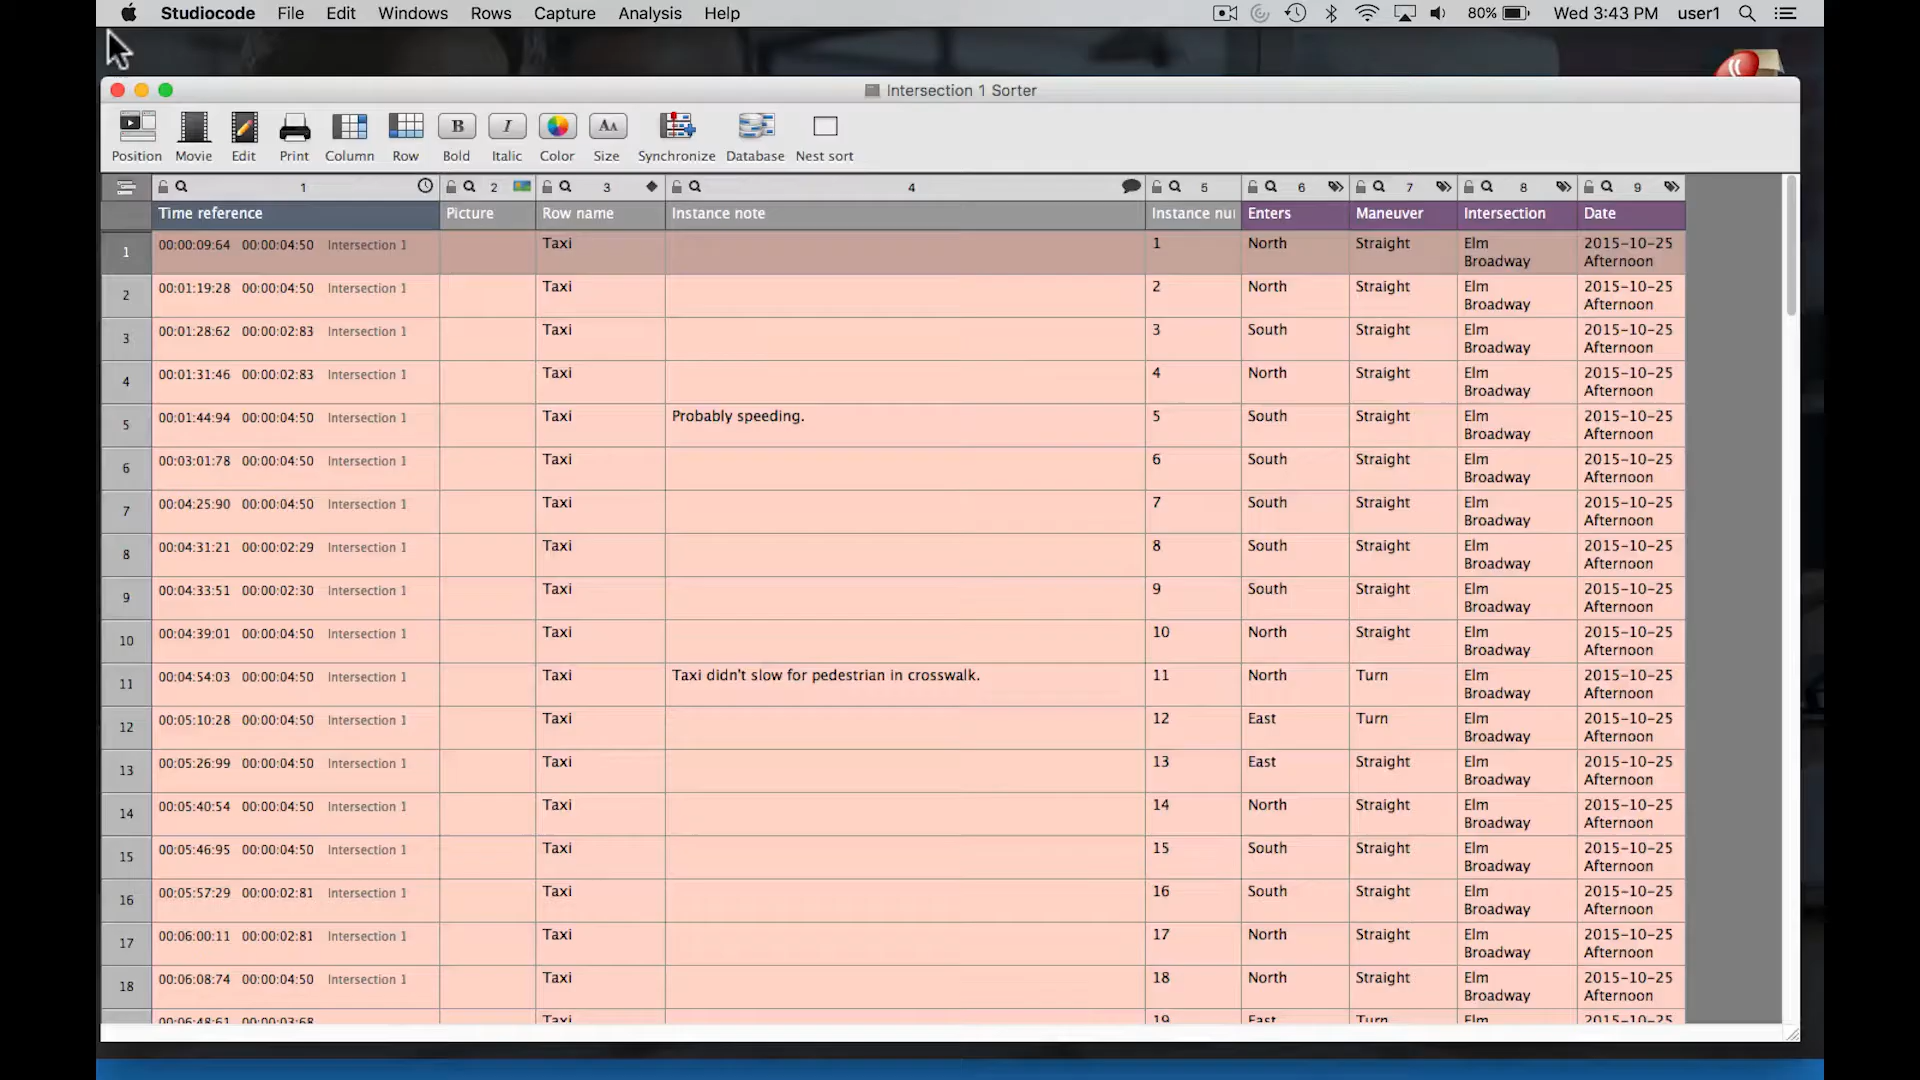 Studiocode File Edit Windows Rows Capture Analysis Help 80% Wed 3:43 PM user1
Intersection 1 Sorter
Position Movie Edit Print Column Row Bold Italic Color Size Synchronize Database Nest sort
1 2 3 4 5 6 7 8 9
Time reference Picture Row name Instance note Instance nu Enters Maneuver Intersection Date
1 00:00:09:64 00:00:04:50 Intersection 1 Taxi 1 North Straight Elm 2015-10-25
Broadway Afternoon
2 00:01:19:28 00:00:04:50 Intersection 1 Taxi 2 North Straight Elm 2015-10-25
Broadway Afternoon
3 00:01:28:62 00:00:02:83 Intersection 1 Taxi 3 South Straight Elm 2015-10-25
Broadway Afternoon
4 00:01:31:46 00:00:02:83 Intersection 1 Taxi 4 North Straight Elm 2015-10-25
Broadway Afternoon
5 00:01:44:94 00:00:04:50 Intersection 1 Taxi Probably speeding. 5 South Straight Elm 2015-10-25
Broadway Afternoon
6 00:03:01:78 00:00:04:50 Intersection 1 Taxi 6 South Straight Elm 2015-10-25
Broadway Afternoon
7 00:04:25:90 00:00:04:50 Intersection 1 Taxi 7 South Straight Elm 2015-10-25
Broadway Afternoon
8 00:04:31:21 00:00:02:29 Intersection 1 Taxi 8 South Straight Elm 2015-10-25
Broadway Afternoon
9 00:04:33:51 00:00:02:30 Intersection 1 Taxi 9 South Straight Elm 2015-10-25
Broadway Afternoon
10 00:04:39:01 00:00:04:50 Intersection 1 Taxi 10 North Straight Elm 2015-10-25
Broadway Afternoon
11 00:04:54:03 00:00:04:50 Intersection 1 Taxi Taxi didn't slow for pedestrian in crosswalk. 11 North Turn Elm 2015-10-25
Broadway Afternoon
12 00:05:10:28 00:00:04:50 Intersection 1 Taxi 12 East Turn Elm 2015-10-25
Broadway Afternoon
13 00:05:26:99 00:00:04:50 Intersection 1 Taxi 13 East Straight Elm 2015-10-25
Broadway Afternoon
14 00:05:40:54 00:00:04:50 Intersection 1 Taxi 14 North Straight Elm 2015-10-25
Broadway Afternoon
15 00:05:46:95 00:00:04:50 Intersection 1 Taxi 15 South Straight Elm 2015-10-25
Broadway Afternoon
16 00:05:57:29 00:00:02:81 Intersection 1 Taxi 16 South Straight Elm 2015-10-25
Broadway Afternoon
17 00:06:00:11 00:00:02:81 Intersection 1 Taxi 17 North Straight Elm 2015-10-25
Broadway Afternoon
18 00:06:08:74 00:00:04:50 Intersection 1 Taxi 18 North Straight Elm 2015-10-25
Broadway Afternoon
00:06:48:61 00:00:03:68 Taxi 19 East Turn Elm 2015-10-25